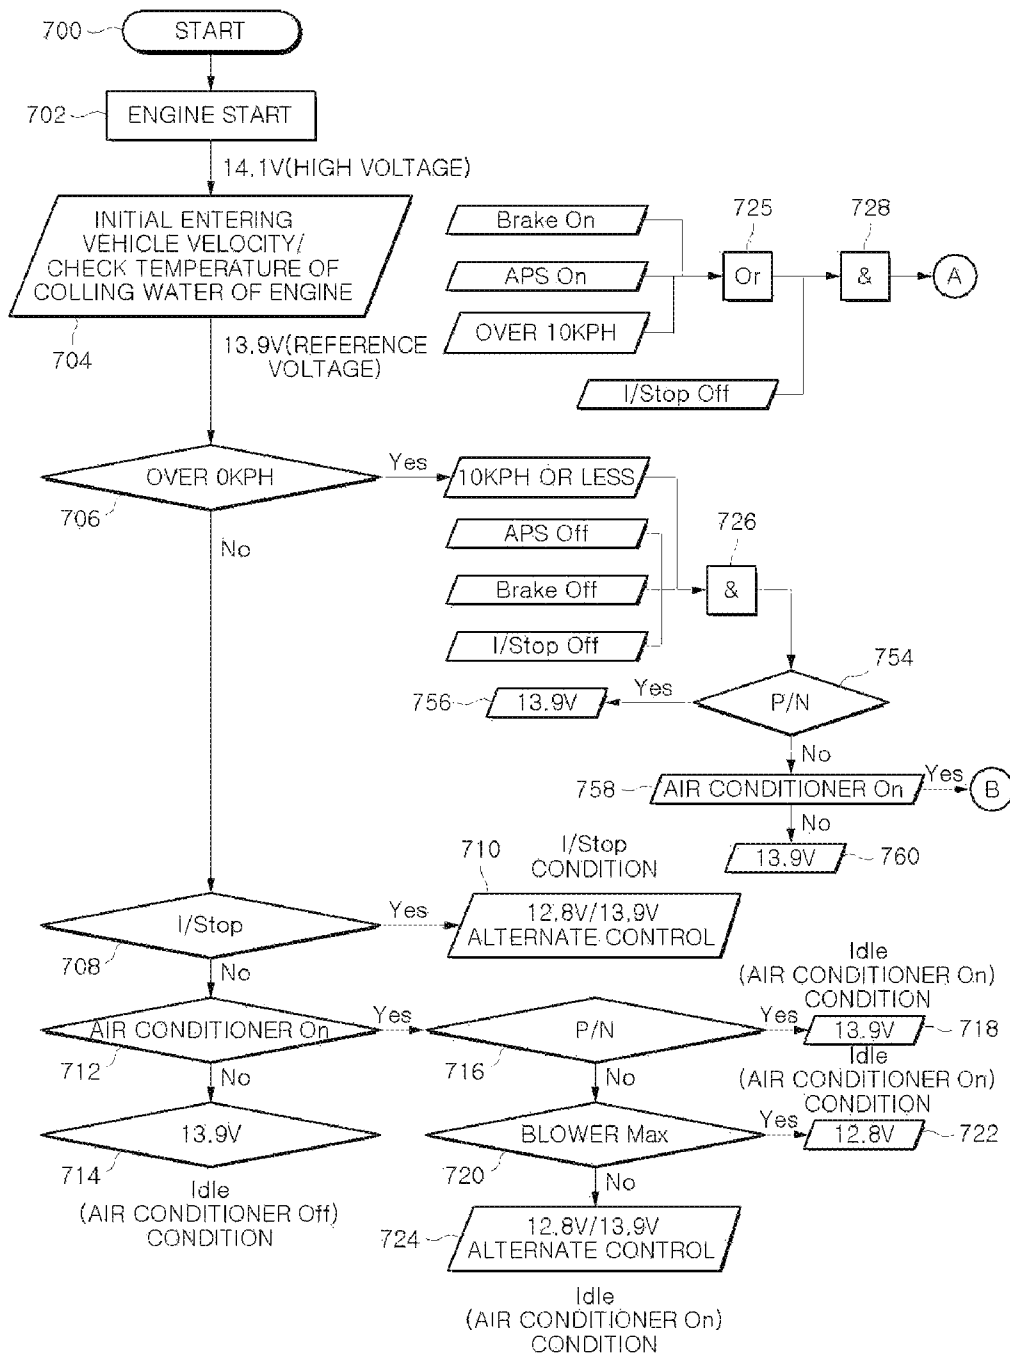 700
START
702
ENGINE START
14.1V(HIGH VOLTAGE)
INITIAL ENTERING
VEHICLE VELOCITY/
CHECK TEMPERATURE OF
COLLING WATER OF ENGINE
704
13.9V(REFERENCE
VOLTAGE)
Brake On
APS On
OVER 10KPH
725
Or
728
&
A
I/Stop Off
OVER 0KPH
706
Yes
No
10KPH OR LESS
APS Off
Brake Off
I/Stop Off
726
&
754
P/N
Yes
756
13.9V
No
758
AIR CONDITIONER On
Yes
B
No
13.9V
760
I/Stop
708
Yes
710
I/Stop
CONDITION
12.8V/13.9V
ALTERNATE CONTROL
No
AIR CONDITIONER On
712
Yes
P/N
716
Yes
Idle
(AIR CONDITIONER On)
CONDITION
13.9V
718
No
13.9V
714
Idle
(AIR CONDITIONER Off)
CONDITION
No
BLOWER Max
720
Yes
Idle
(AIR CONDITIONER On)
CONDITION
12.8V
722
No
724
12.8V/13.9V
ALTERNATE CONTROL
Idle
(AIR CONDITIONER On)
CONDITION